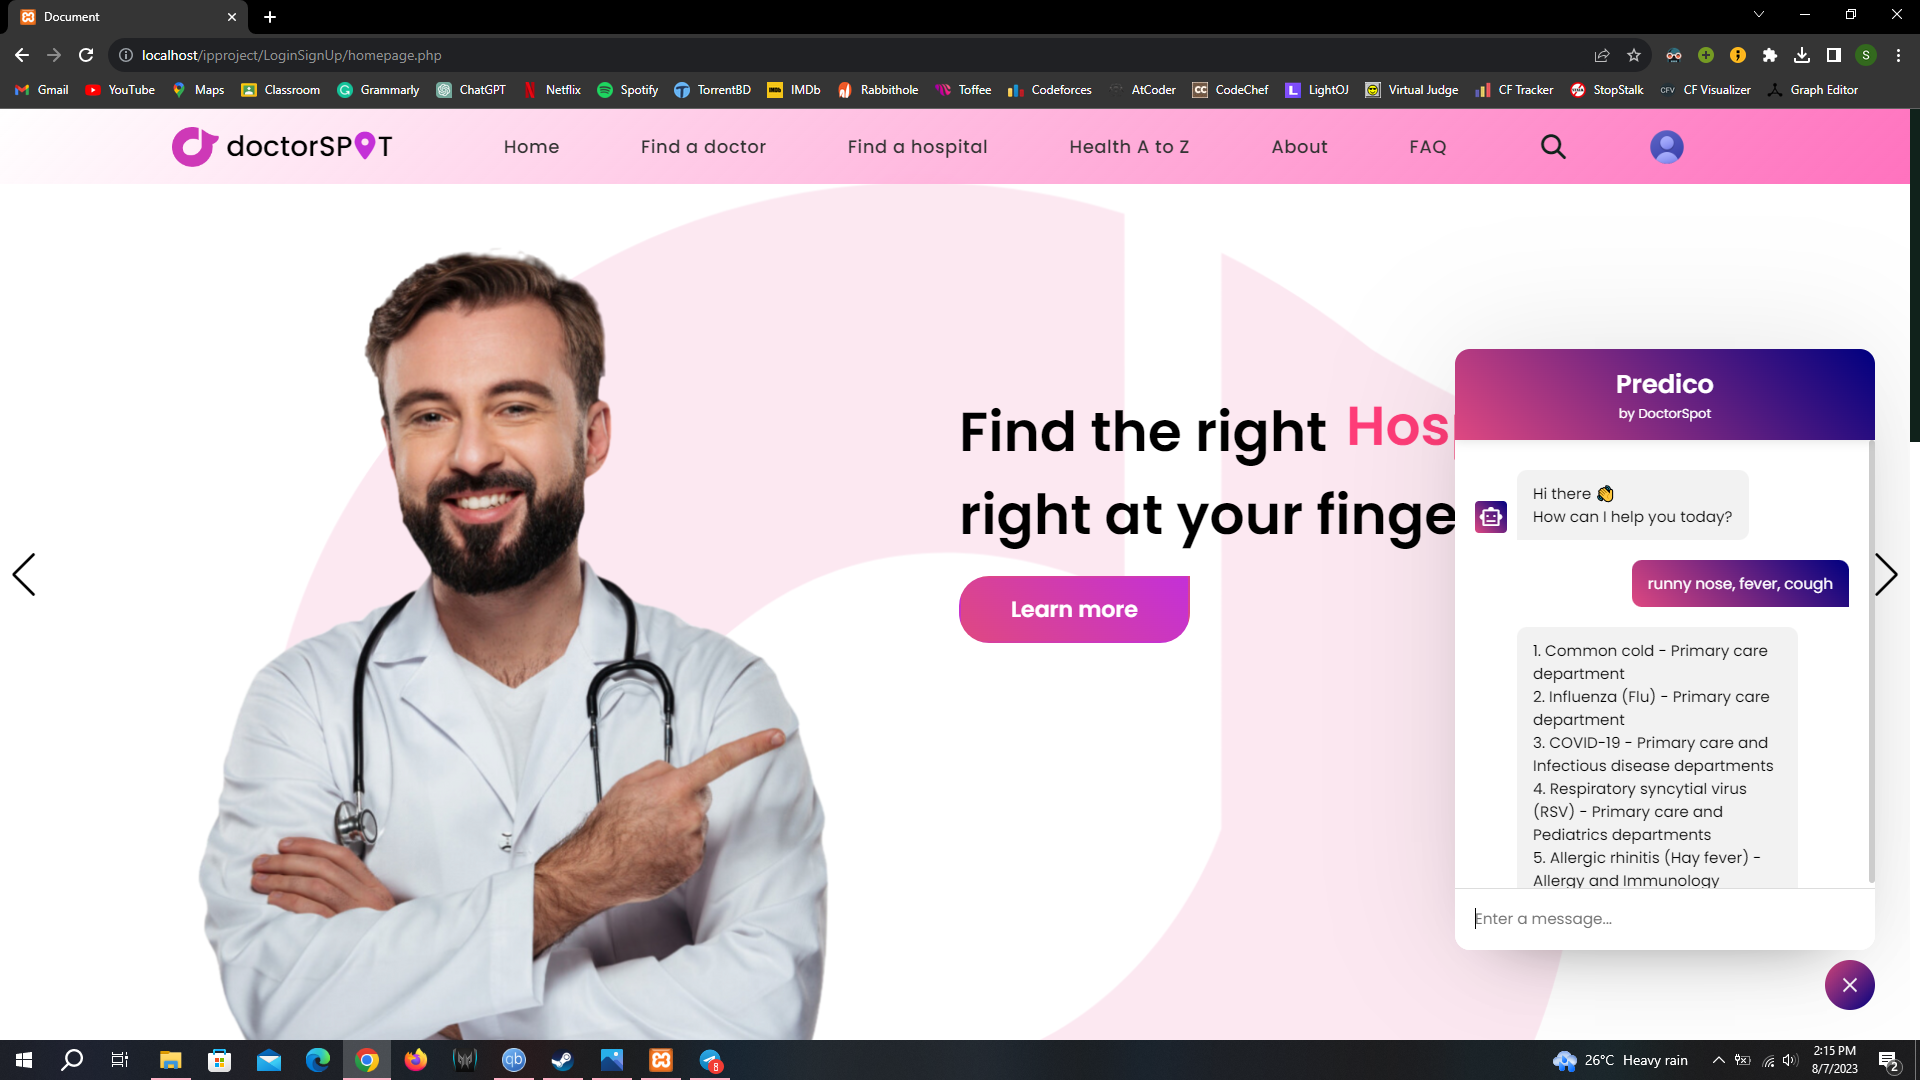 Document
localhost/ipproject/LoginSignUp/homepage.php
S
Gmail YouTube Maps Classroom Grammarly ChatGPT Netflix Spotify TorrentBD IMDb Rabbithole Toffee Codeforces AtCoder CodeChef LightOJ Virtual Judge CF Tracker StopStalk CF Visualizer Graph Editor
doctorSPOT Home Find a doctor Find a hospital Health A to Z About FAQ
Find the right Hosp
right at your finge
Learn more
Predico
by DoctorSpot
Hi there 👋
How can I help you today?
runny nose, fever, cough
1. Common cold - Primary care
department
2. Influenza (Flu) - Primary care
department
3. COVID-19 - Primary care and
Infectious disease departments
4. Respiratory syncytial virus
(RSV) - Primary care and
Pediatrics departments
5. Allergic rhinitis (Hay fever) -
Allergy and Immunology
Enter a message...
qb
8
26°C Heavy rain
2:15 PM
8/7/2023
2